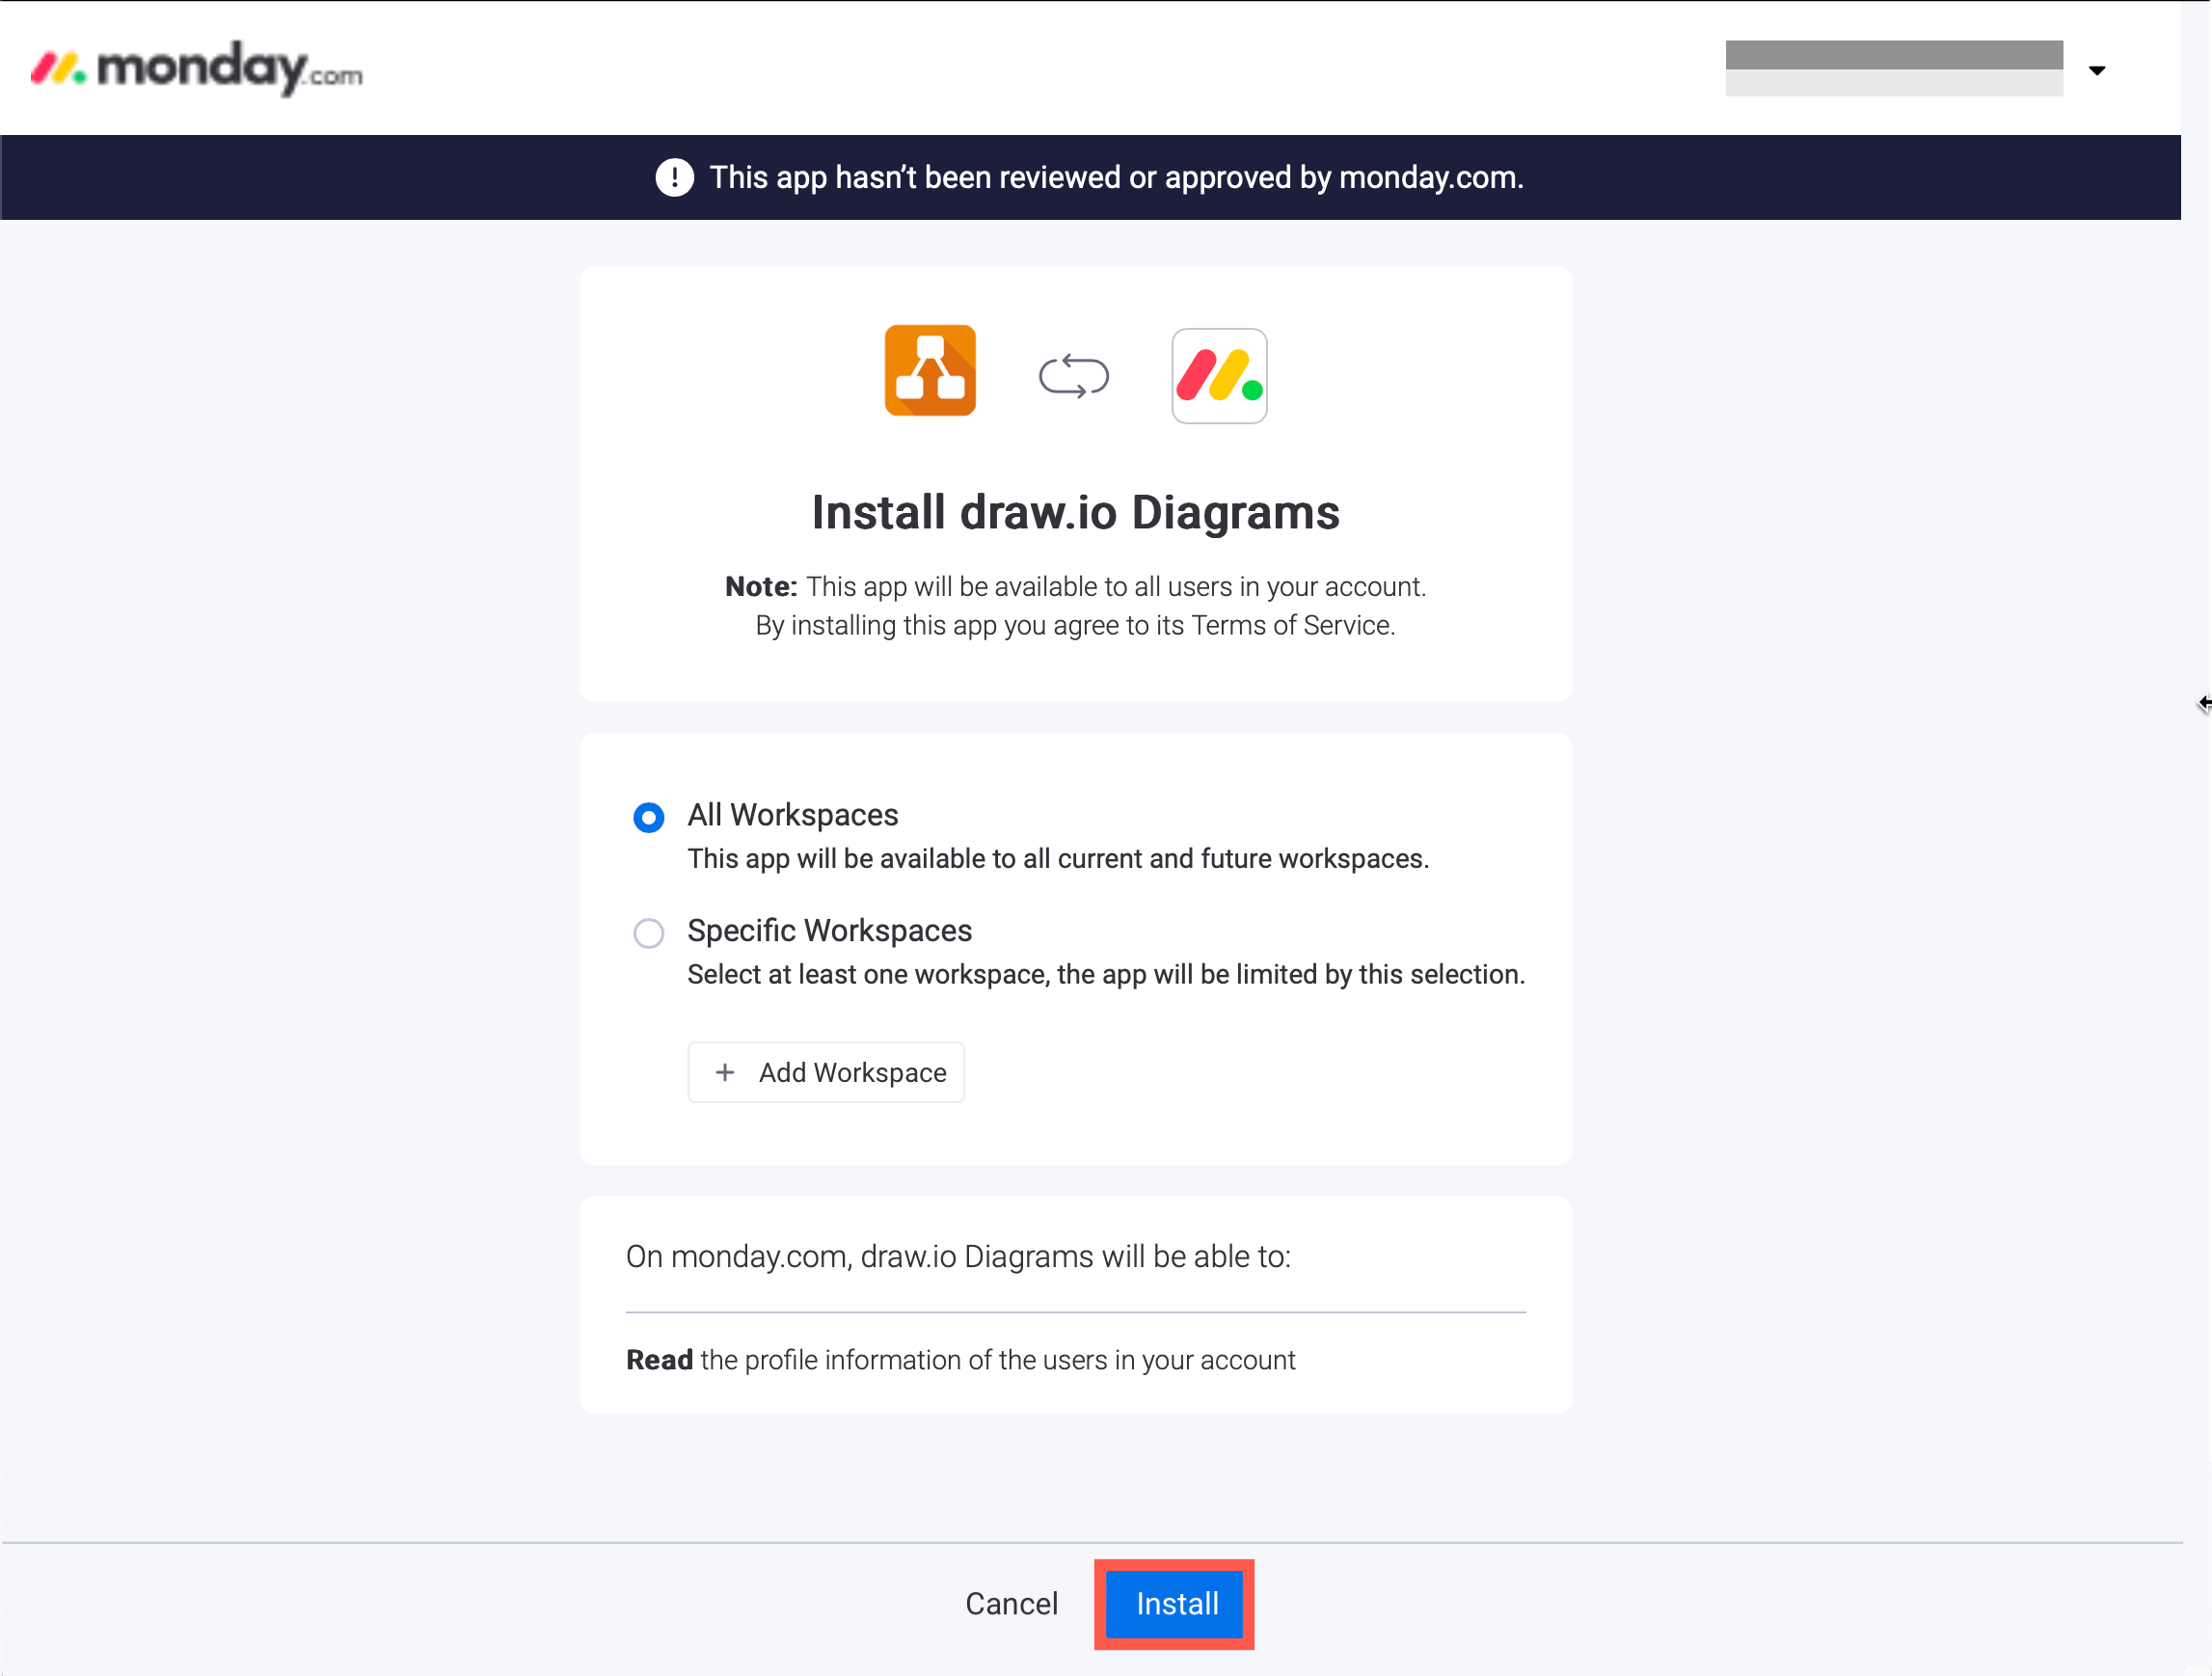 monday.com
This app hasn’t been reviewed or approved by monday.com.
Install draw.io Diagrams
Note: This app will be available to all users in your account.
By installing this app you agree to its Terms of Service.
All Workspaces
This app will be available to all current and future workspaces.
Specific Workspaces
Select at least one workspace, the app will be limited by this selection.
+ Add Workspace
On monday.com, draw.io Diagrams will be able to:
Read the profile information of the users in your account
Cancel Install